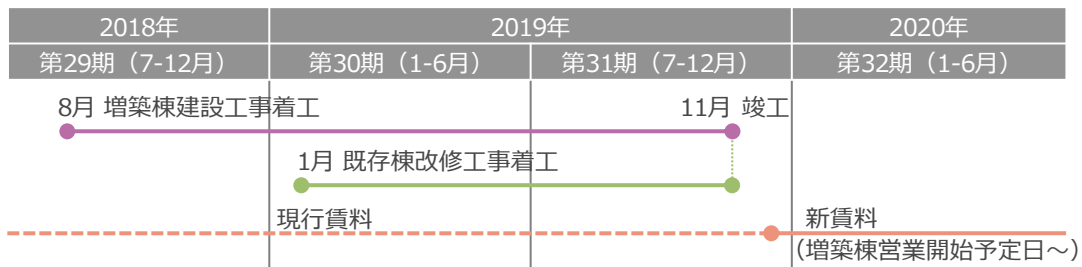 2018年
2019年
2020年
第29期（7-12月）
第30期（1-6月）
第31期（7-12月）
第32期（1-6月）
8月 増築棟建設工事着工
11月 竣工
1月 既存棟改修工事着工
現行賃料
新賃料
（増築棟営業開始予定日～）